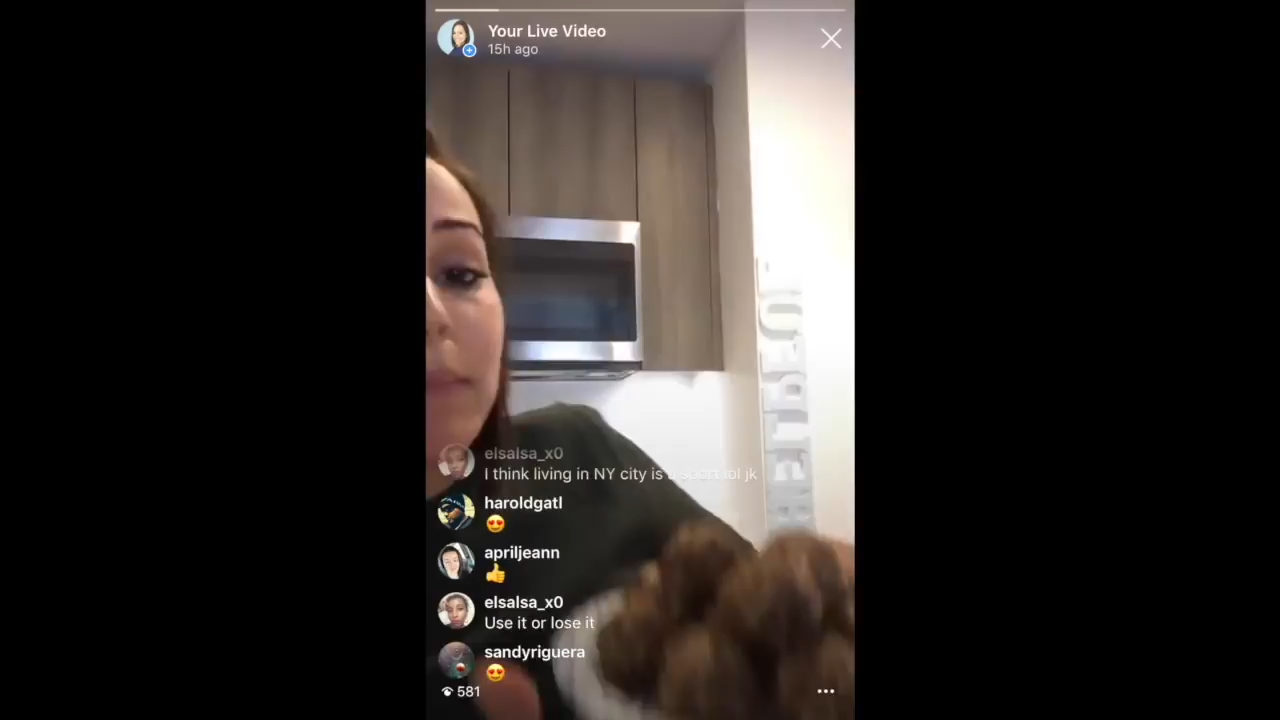 Your Live Video
15h ago
elsalsa_x0
I think living in NY city is a sport lol jk
haroldgatl
apriljeann
elsalsa_x0
Use it or lose it
sandyriguera
581